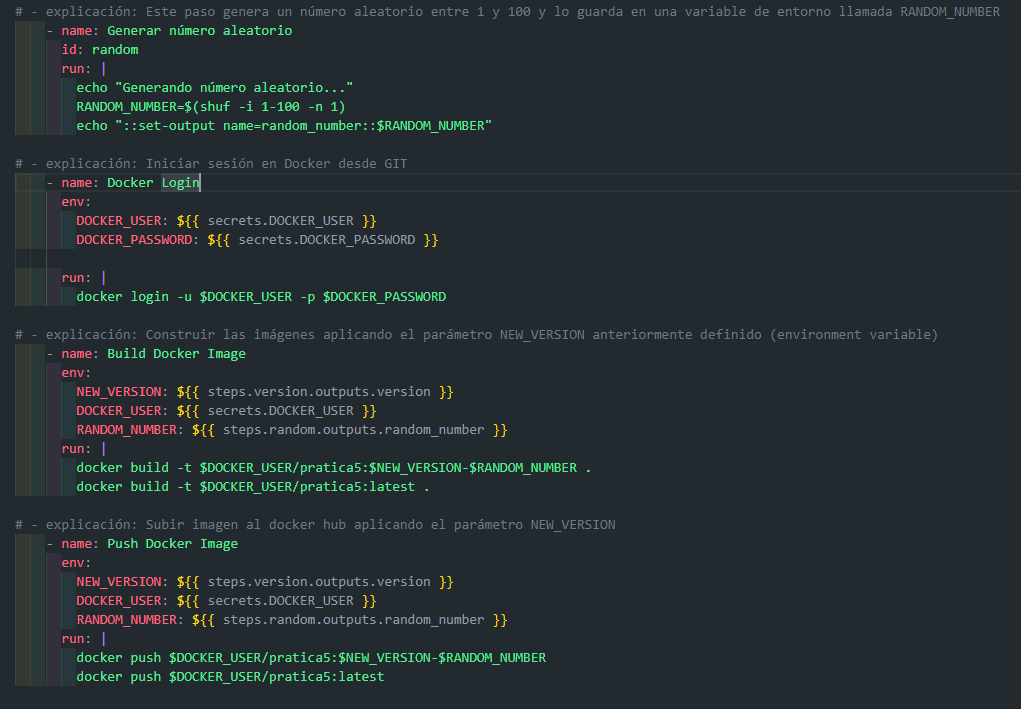 # - explicación: Este paso genera un número aleatorio entre 1 y 100 y lo guarda en una variable de entorno llamada RANDOM_NUMBER
    - name: Generar número aleatorio
      id: random
      run: |
        echo "Generando número aleatorio..."
        RANDOM_NUMBER=$(shuf -i 1-100 -n 1)
        echo "::set-output name=random_number::$RANDOM_NUMBER"

# - explicación: Iniciar sesión en Docker desde GIT
    - name: Docker Login
      env:
        DOCKER_USER: ${{ secrets.DOCKER_USER }}
        DOCKER_PASSWORD: ${{ secrets.DOCKER_PASSWORD }}

      run: |
        docker login -u $DOCKER_USER -p $DOCKER_PASSWORD

# - explicación: Construir las imágenes aplicando el parámetro NEW_VERSION anteriormente definido (environment variable)
    - name: Build Docker Image
      env:
        NEW_VERSION: ${{ steps.version.outputs.version }}
        DOCKER_USER: ${{ secrets.DOCKER_USER }}
        RANDOM_NUMBER: ${{ steps.random.outputs.random_number }}
      run: |
        docker build -t $DOCKER_USER/pratica5:$NEW_VERSION-$RANDOM_NUMBER .
        docker build -t $DOCKER_USER/pratica5:latest .

# - explicación: Subir imagen al docker hub aplicando el parámetro NEW_VERSION
    - name: Push Docker Image
      env:
        NEW_VERSION: ${{ steps.version.outputs.version }}
        DOCKER_USER: ${{ secrets.DOCKER_USER }}
        RANDOM_NUMBER: ${{ steps.random.outputs.random_number }}
      run: |
        docker push $DOCKER_USER/pratica5:$NEW_VERSION-$RANDOM_NUMBER
        docker push $DOCKER_USER/pratica5:latest